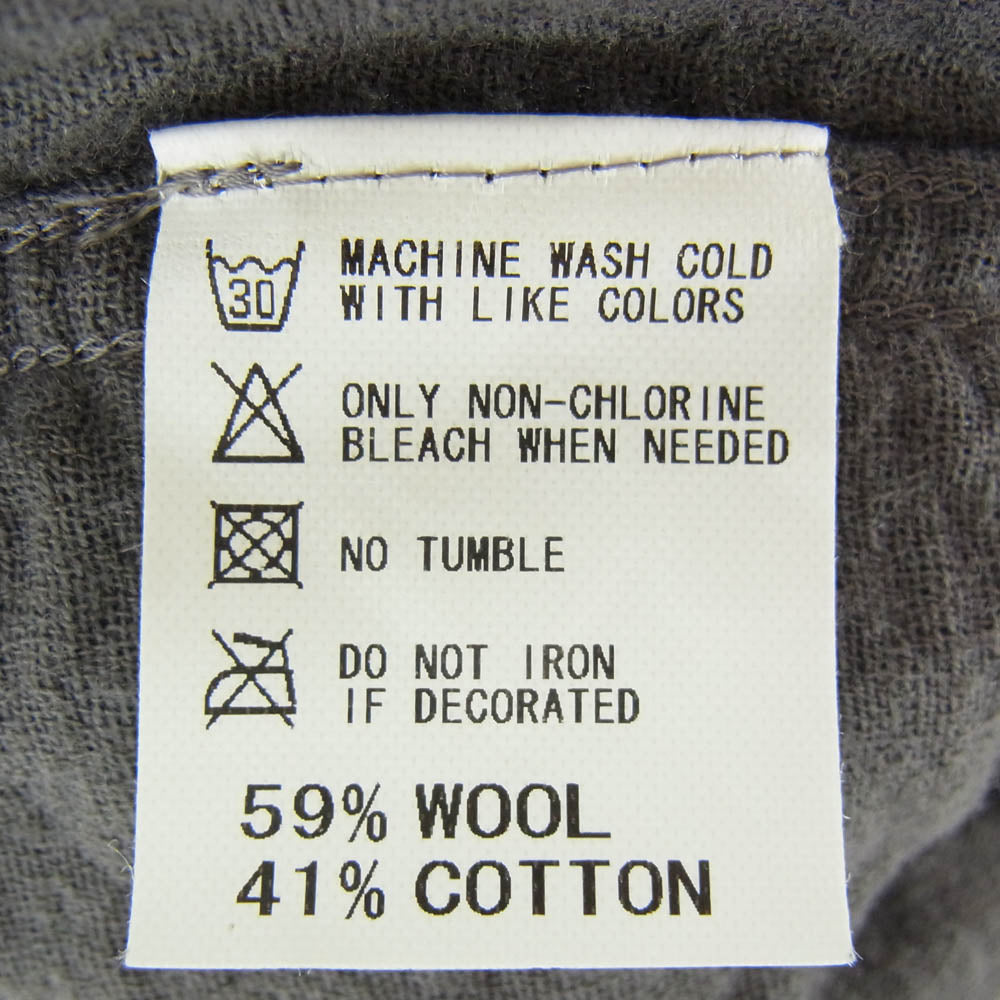 30
MACHINE WASH COLD
WITH LIKE COLORS
ONLY NON-CHLORINE
BLEACH WHEN NEEDED
NO TUMBLE
DO NOT IRON
IF DECORATED
59% WOOL
41% COTTON